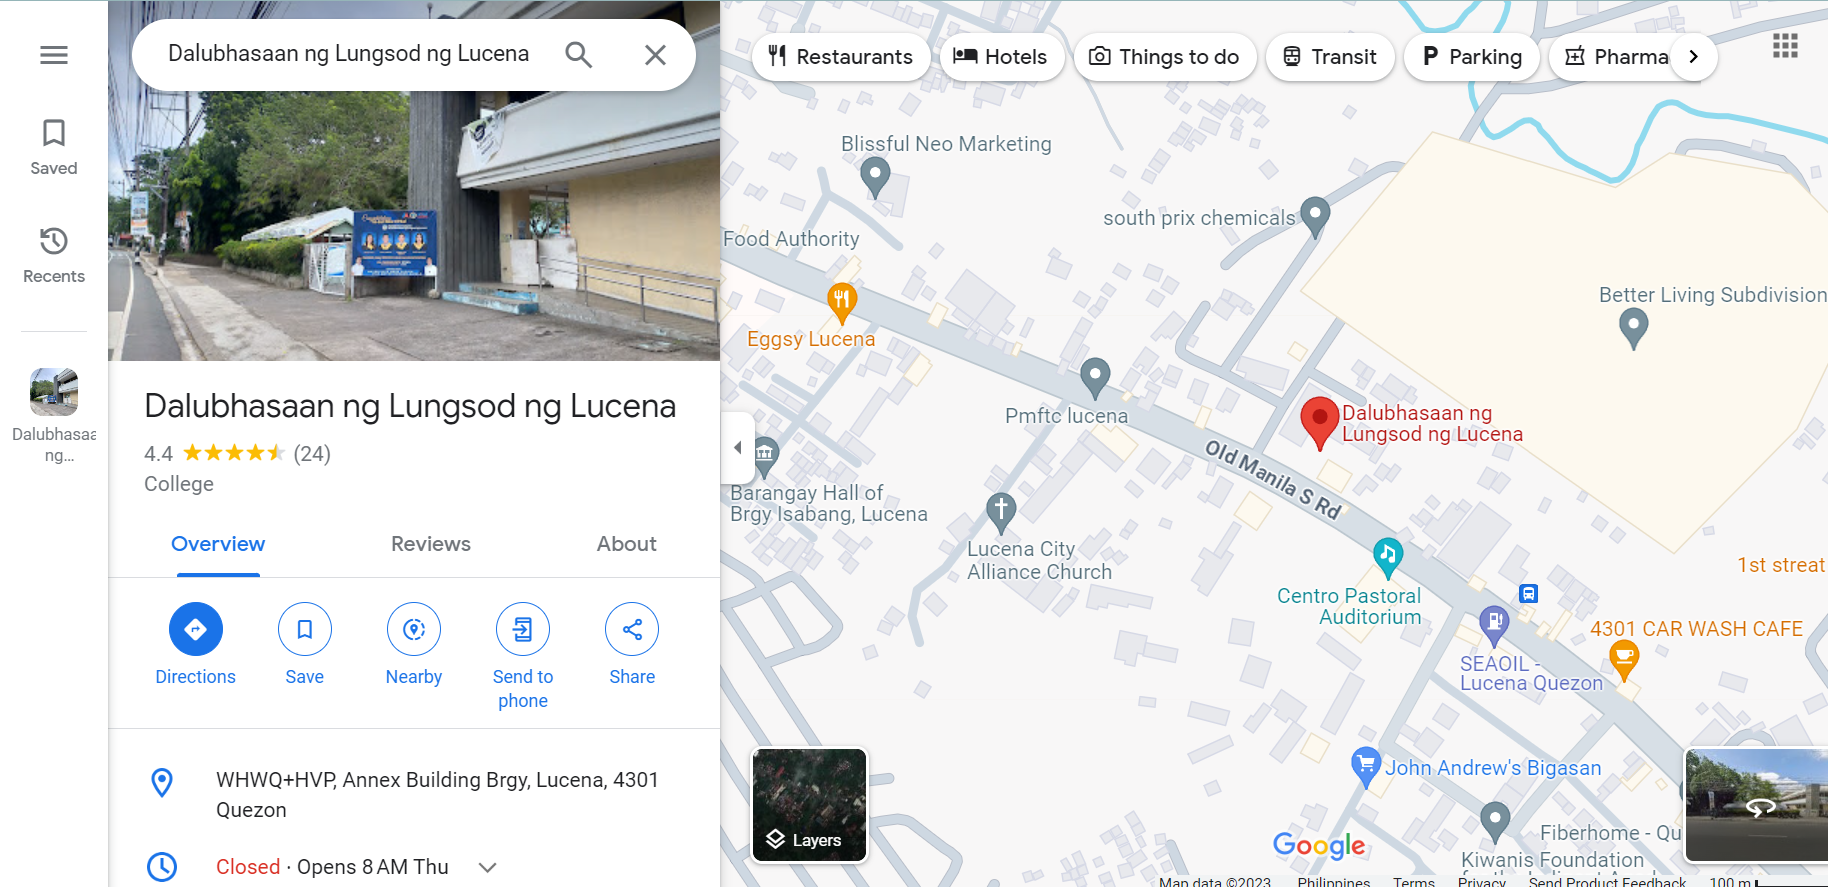 Dalubhasaan ng Lungsod ng Lucena
Saved
Recents
Dalubhasaa
ng...
Dalubhasaan ng Lungsod ng Lucena
4.4 (24)
College
Overview Reviews About
Directions
Save
Nearby
Send to
phone
Share
WHWQ+HVP, Annex Building Brgy, Lucena, 4301
Quezon
Closed · Opens 8 AM Thu
Restaurants
Hotels
Things to do
Transit
Parking
Pharma
Blissful Neo Marketing
south prix chemicals
Food Authority
Better Living Subdivision
Eggsy Lucena
Pmftc lucena
Dalubhasaan ng
Lungsod ng Lucena
Old Manila S Rd
Barangay Hall of
Brgy Isabang, Lucena
Lucena City
Alliance Church
1st streat
Centro Pastoral
Auditorium
4301 CAR WASH CAFE
SEAOIL -
Lucena Quezon
John Andrew's Bigasan
Layers
Google
Fiberhome - Qu
Kiwanis Foundation
Map data ©2023 Philippines Terms Privacy Send Product Feedback 100 m